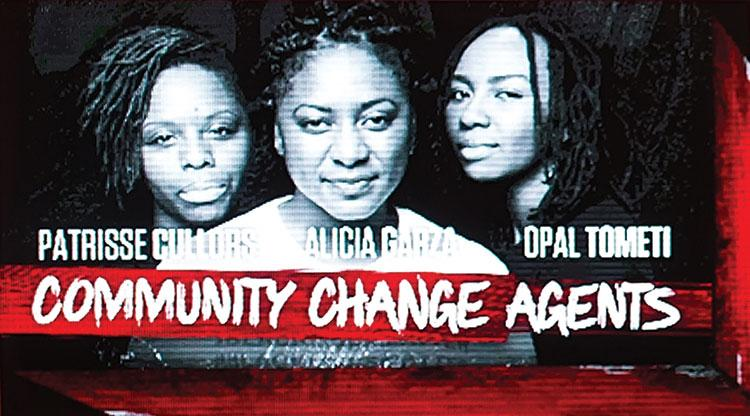 PATRISSE CULLORS ALICIA GARZA OPAL TOMETI
COMMUNITY CHANGE AGENTS